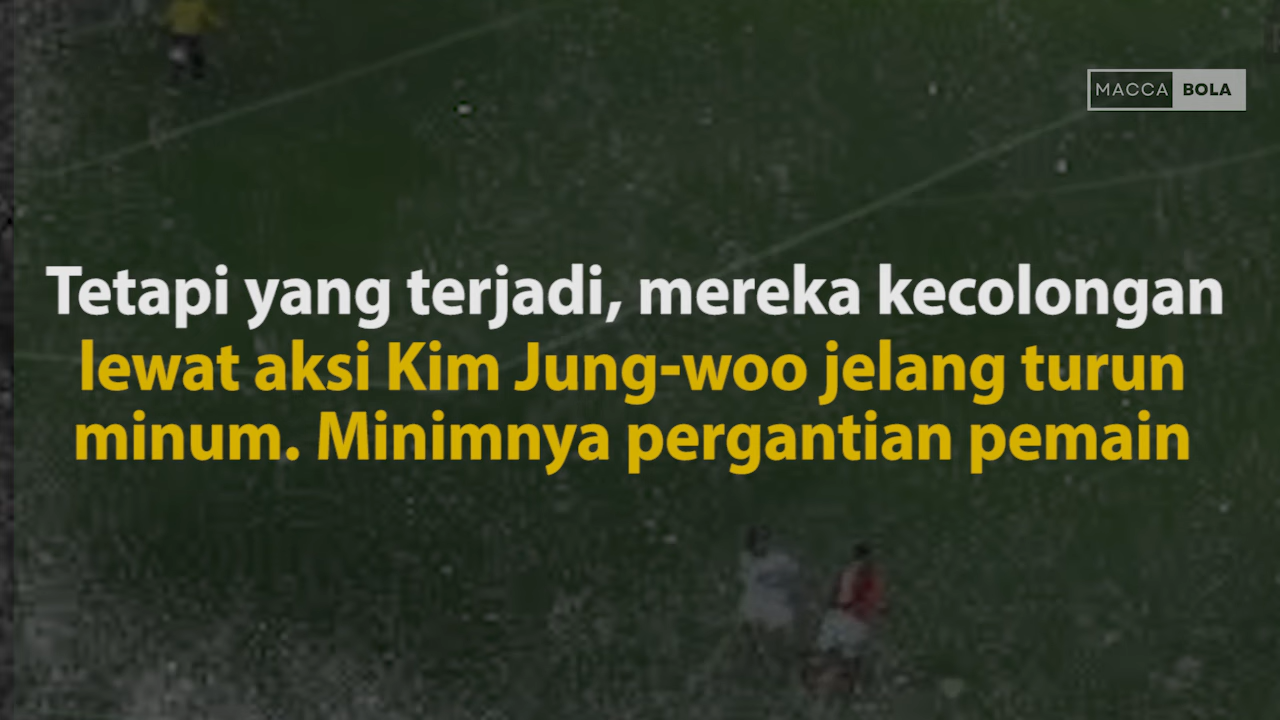 MACCA BOLA
Tetapi yang terjadi, mereka kecolongan
lewat aksi Kim Jung-woo jelang turun
minum. Minimnya pergantian pemain